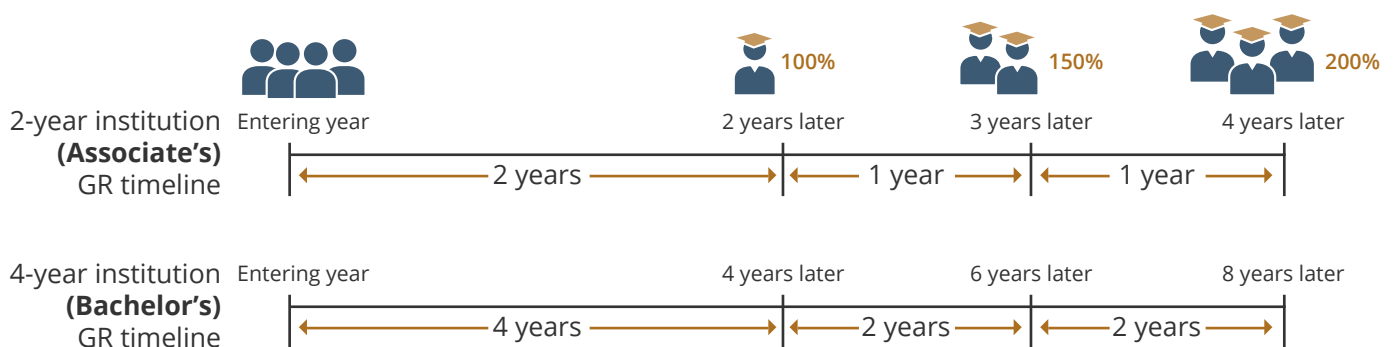 100%
150%
200%
2-year institution
(Associate's)
GR timeline
Entering year
2 years later
3 years later
4 years later
2 years
1 year
1 year
4-year institution
(Bachelor's)
GR timeline
Entering year
4 years later
6 years later
8 years later
4 years
2 years
2 years